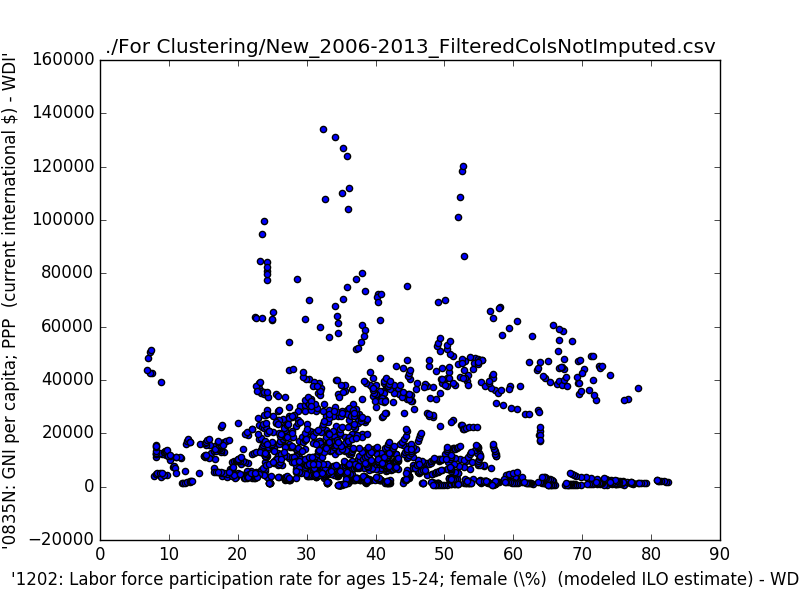 ./For Clustering/New_2006-2013_FilteredColsNotImputed.csv
'0835N: GNI per capita; PPP (current international $) - WDI'
160000
140000
120000
100000
80000
60000
40000
20000
0
−20000
0 10 20 30 40 50 60 70 80 90
'1202: Labor force participation rate for ages 15-24; female (\%) (modeled ILO estimate) - WD